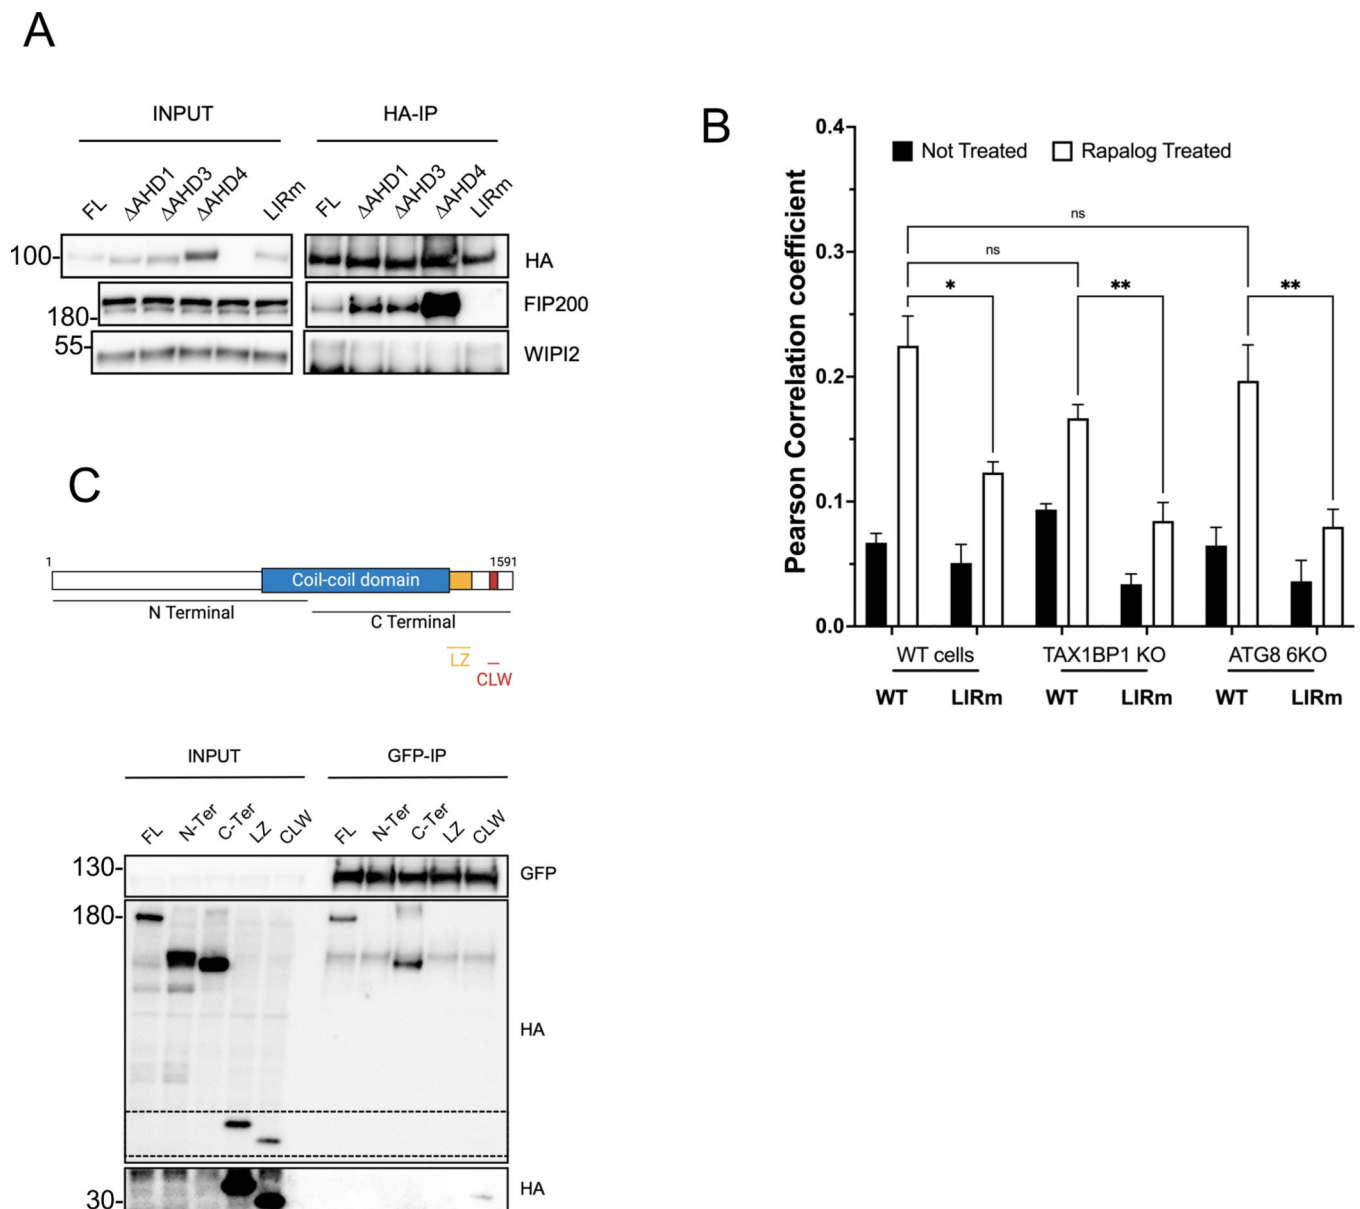 A
INPUT HA-IP
FL ΔAHD1 ΔAHD3 ΔAHD4 LIRm FL ΔAHD1 ΔAHD3 ΔAHD4 LIRm
100- HA
180- FIP200
55- WIPI2
B
Pearson Correlation coefficient
0.4
0.3
0.2
0.1
0.0
Not Treated Rapalog Treated
ns
ns
* ** **
WT cells TAX1BP1 KO ATG8 6KO
WT LIRm WT LIRm WT LIRm
C
1 1591
Coil-coil domain
N Terminal C Terminal
LZ
CLW
INPUT GFP-IP
FL N-Ter C-Ter LZ CLW FL N-Ter C-Ter LZ CLW
130- GFP
180-
HA
30- HA